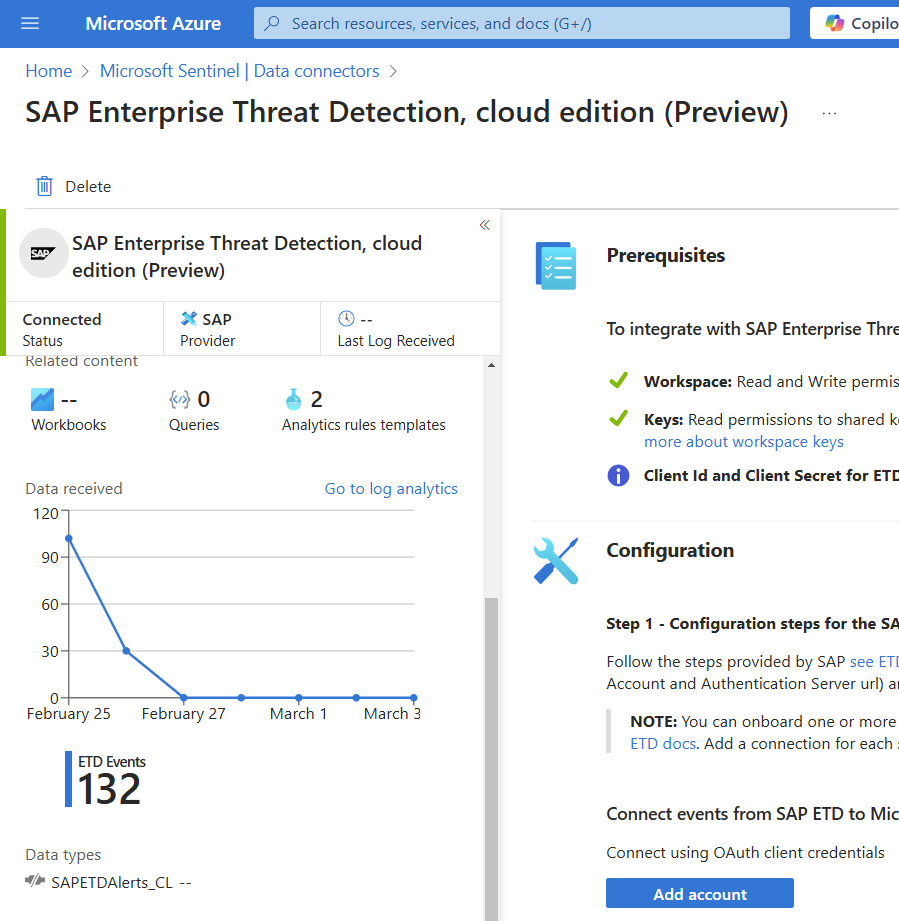 Microsoft Azure
Search resources, services, and docs (G+/)
Copilo
Home > Microsoft Sentinel | Data connectors >
SAP Enterprise Threat Detection, cloud edition (Preview) ...
Delete
«
SAP
SAP Enterprise Threat Detection, cloud
edition (Preview)
Connected
Status
SAP
Provider
--
Last Log Received
Related content
--
Workbooks
0
Queries
2
Analytics rules templates
Data received
Go to log analytics
120
90
60
30
0
February 25 February 27 March 1 March 3
ETD Events
132
Data types
SAPETDAlerts_CL --
Prerequisites
To integrate with SAP Enterprise Thre
Workspace: Read and Write permis
Keys: Read permissions to shared k
more about workspace keys
Client Id and Client Secret for ETD
Configuration
Step 1 - Configuration steps for the SA
Follow the steps provided by SAP see ETD
Account and Authentication Server url) a
NOTE: You can onboard one or more
ETD docs. Add a connection for each
Connect events from SAP ETD to Mic
Connect using OAuth client credentials
Add account